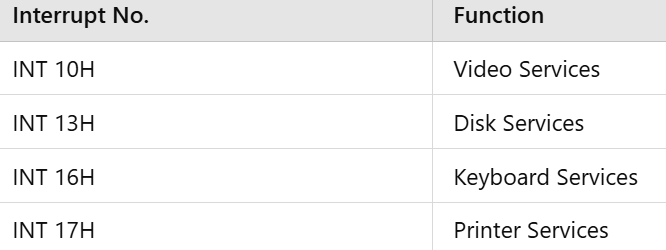 Interrupt No. Function
INT 10H Video Services
INT 13H Disk Services
INT 16H Keyboard Services
INT 17H Printer Services